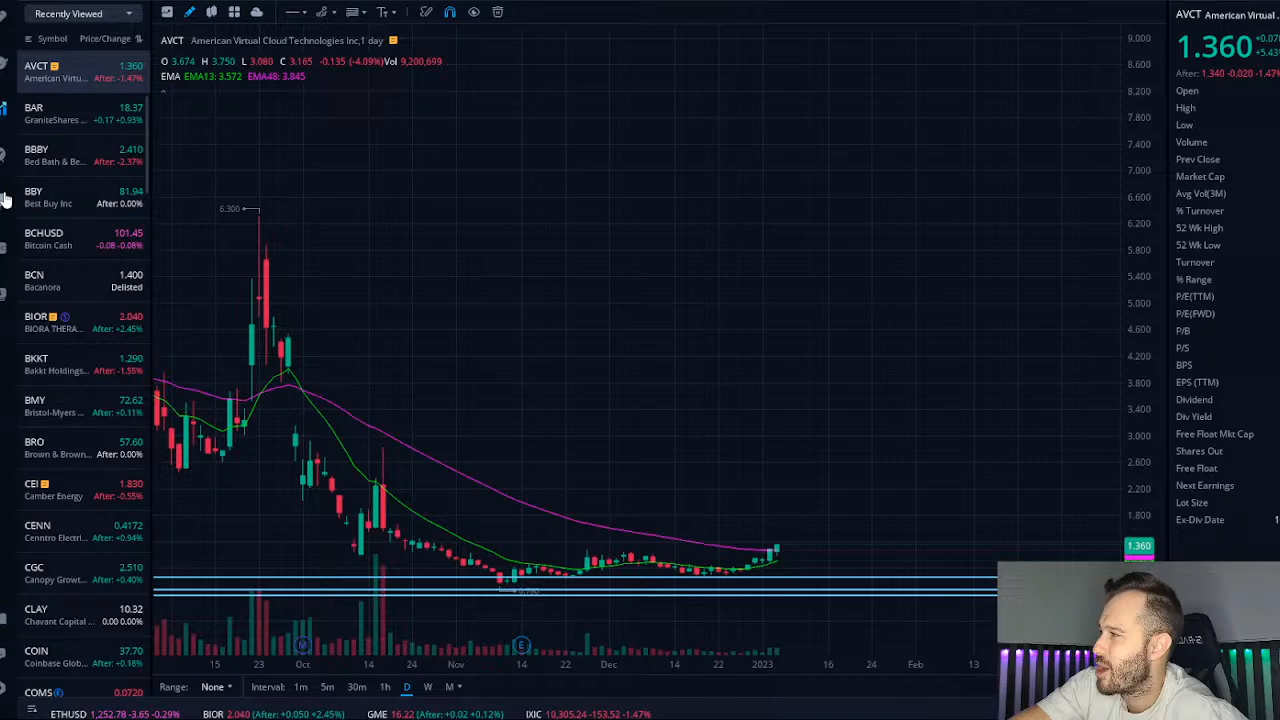 Recently Viewed
Symbol Price/Change
AVCT 1.360
American Virtu... After: -1.47%
BAR 18.37
GraniteShares ... +0.17 +0.93%
BBBY 2.410
Bed Bath & Be... After: -2.37%
BBY 81.94
Best Buy Inc After: 0.00%
BCHUSD 101.45
Bitcoin Cash -0.08 -0.08%
BCN 1.400
Bacanora Delisted
BIOR 2.040
BIORA THERA... After: +2.45%
BKKT 1.290
Bakkt Holdings... After: -1.55%
BMY 72.62
Bristol-Myers ... After: +0.11%
BRO 57.60
Brown & Brown... After: 0.00%
CEI 1.830
Camber Energy After: -0.55%
CENN 0.4172
Cenntro Electri... After: +0.94%
CGC 2.510
Canopy Growt... After: +0.40%
CLAY 10.32
Chavant Capital ... 0.00 0.00%
COIN 37.70
Coinbase Glob... After: +0.18%
COMS 0.0720
AVCT American Virtual Cloud Technologies Inc,1 day
O 3.674 H 3.750 L 3.080 C 3.165 -0.135 (-4.09%) Vol 9,200,699
EMA EMA13: 3.572 EMA48: 3.845
6.300
0.760
9.000
8.600
8.200
7.800
7.400
7.000
6.600
6.200
5.800
5.400
5.000
4.600
4.200
3.800
3.400
3.000
2.600
2.200
1.800
1.360
M E
15 23 Oct 14 24 Nov 14 22 Dec 14 22 2023 16 24 Feb 13
Range: None Interval: 1m 5m 30m 1h D W M
ETHUSD 1,252.78 -3.65 -0.29% BIOR 2.040 (After: +0.050 +2.45%) GME 16.22 (After: +0.02 +0.12%) IXIC 10,305.24 -153.52 -1.47%
AVCT American Virtual
1.360
After: 1.340 -0.020 -1.47%
Open
High
Low
Volume
Prev Close
Market Cap
Avg Vol(3M)
% Turnover
52 Wk High
52 Wk Low
Turnover
% Range
P/E(TTM)
P/E(FWD)
P/B
P/S
BPS
EPS (TTM)
Dividend
Div Yield
Free Float Mkt Cap
Shares Out
Free Float
Next Earnings
Lot Size
Ex-Div Date